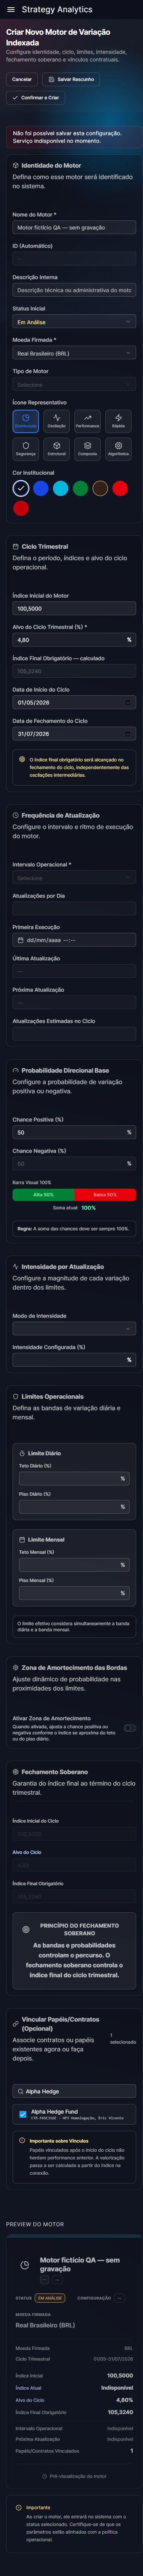 Strategy Analytics
Criar Novo Motor de Variação
Indexada
Configure identidade, ciclo, limites, intensidade,
fechamento soberano e vínculos contratuais.
Cancelar
Salvar Rascunho
Confirmar e Criar
Não foi possível salvar esta configuração.
Serviço indisponível no momento.
Identidade do Motor
Defina como esse motor será identificado
no sistema.
Nome do Motor *
Motor fictício QA — sem gravação
ID (Automático)
Descrição Interna
Descrição técnica ou administrativa do moto
Status Inicial
Em Análise
Moeda Firmada *
Real Brasileiro (BRL)
Tipo de Motor
Selecione
Ícone Representativo
Distribuição
Oscilação
Performance
Rápida
Segurança
Estrutural
Composta
Algorítmica
Cor Institucional
Ciclo Trimestral
Defina o período, índices e alvo do ciclo
operacional.
Índice Inicial do Motor
100,5000
Alvo do Ciclo Trimestral (%) *
4,80 %
Índice Final Obrigatório — calculado
105,3240
Data de Início do Ciclo
01/05/2026
Data de Fechamento do Ciclo
31/07/2026
O índice final obrigatório será alcançado no
fechamento do ciclo, independentemente das
oscilações intermediárias.
Frequência de Atualização
Configure o intervalo e ritmo de execução
do motor.
Intervalo Operacional *
Selecione
Atualizações por Dia
Primeira Execução
dd/mm/aaaa --:--
Última Atualização
—
Próxima Atualização
—
Atualizações Estimadas no Ciclo
Probabilidade Direcional Base
Configure a probabilidade de variação
positiva ou negativa.
Chance Positiva (%)
50 %
Chance Negativa (%)
50 %
Barra Visual 100%
Alta 50%
Baixa 50%
Soma atual: 100%
Regra: A soma das chances deve ser sempre 100%.
Intensidade por Atualização
Configure a magnitude de cada variação
dentro dos limites.
Modo de Intensidade
Intensidade Configurada (%)
%
Limites Operacionais
Defina as bandas de variação diária e
mensal.
Limite Diário
Teto Diário (%)
%
Piso Diário (%)
%
Limite Mensal
Teto Mensal (%)
%
Piso Mensal (%)
%
O limite efetivo considera simultaneamente a banda
diária e a banda mensal.
Zona de Amortecimento das Bordas
Ajuste dinâmico de probabilidade nas
proximidades dos limites.
Ativar Zona de Amortecimento
Quando ativada, ajusta a chance positiva ou
negativa conforme o índice se aproxima do teto
ou do piso diário.
Fechamento Soberano
Garantia do índice final ao término do ciclo
trimestral.
Índice Inicial do Ciclo
100,5000
Alvo do Ciclo
4,80
Índice Final Obrigatório
105,3240
PRINCÍPIO DO FECHAMENTO
SOBERANO
As bandas e probabilidades
controlam o percurso. O
fechamento soberano controla o
índice final do ciclo trimestral.
Vincular Papéis/Contratos
(Opcional)
Associe contratos ou papéis
existentes agora ou faça
depois.
1
selecionado
Alpha Hedge
Alpha Hedge Fund
Importante sobre Vínculos
Papéis vinculados após o início do ciclo não
herdam performance anterior. A valorização
passa a ser calculada a partir do índice na
conexão.
PREVIEW DO MOTOR
Motor fictício QA — sem
gravação
STATUS EM ANÁLISE
CONFIGURAÇÃO —
MOEDA FIRMADA
Real Brasileiro (BRL)
Moeda Firmada BRL
Ciclo Trimestral 01/05–31/07/2026
Índice Inicial 100,5000
Índice Atual Indisponível
Alvo do Ciclo 4,80%
Índice Final Obrigatório 105,3240
Intervalo Operacional Indisponível
Próxima Atualização Indisponível
Papéis/Contratos Vinculados 1
Pré-visualização do motor
Importante
Ao criar o motor, ele entrará no sistema com o
status selecionado. Certifique-se de que os
parâmetros estão alinhados com a política
operacional.